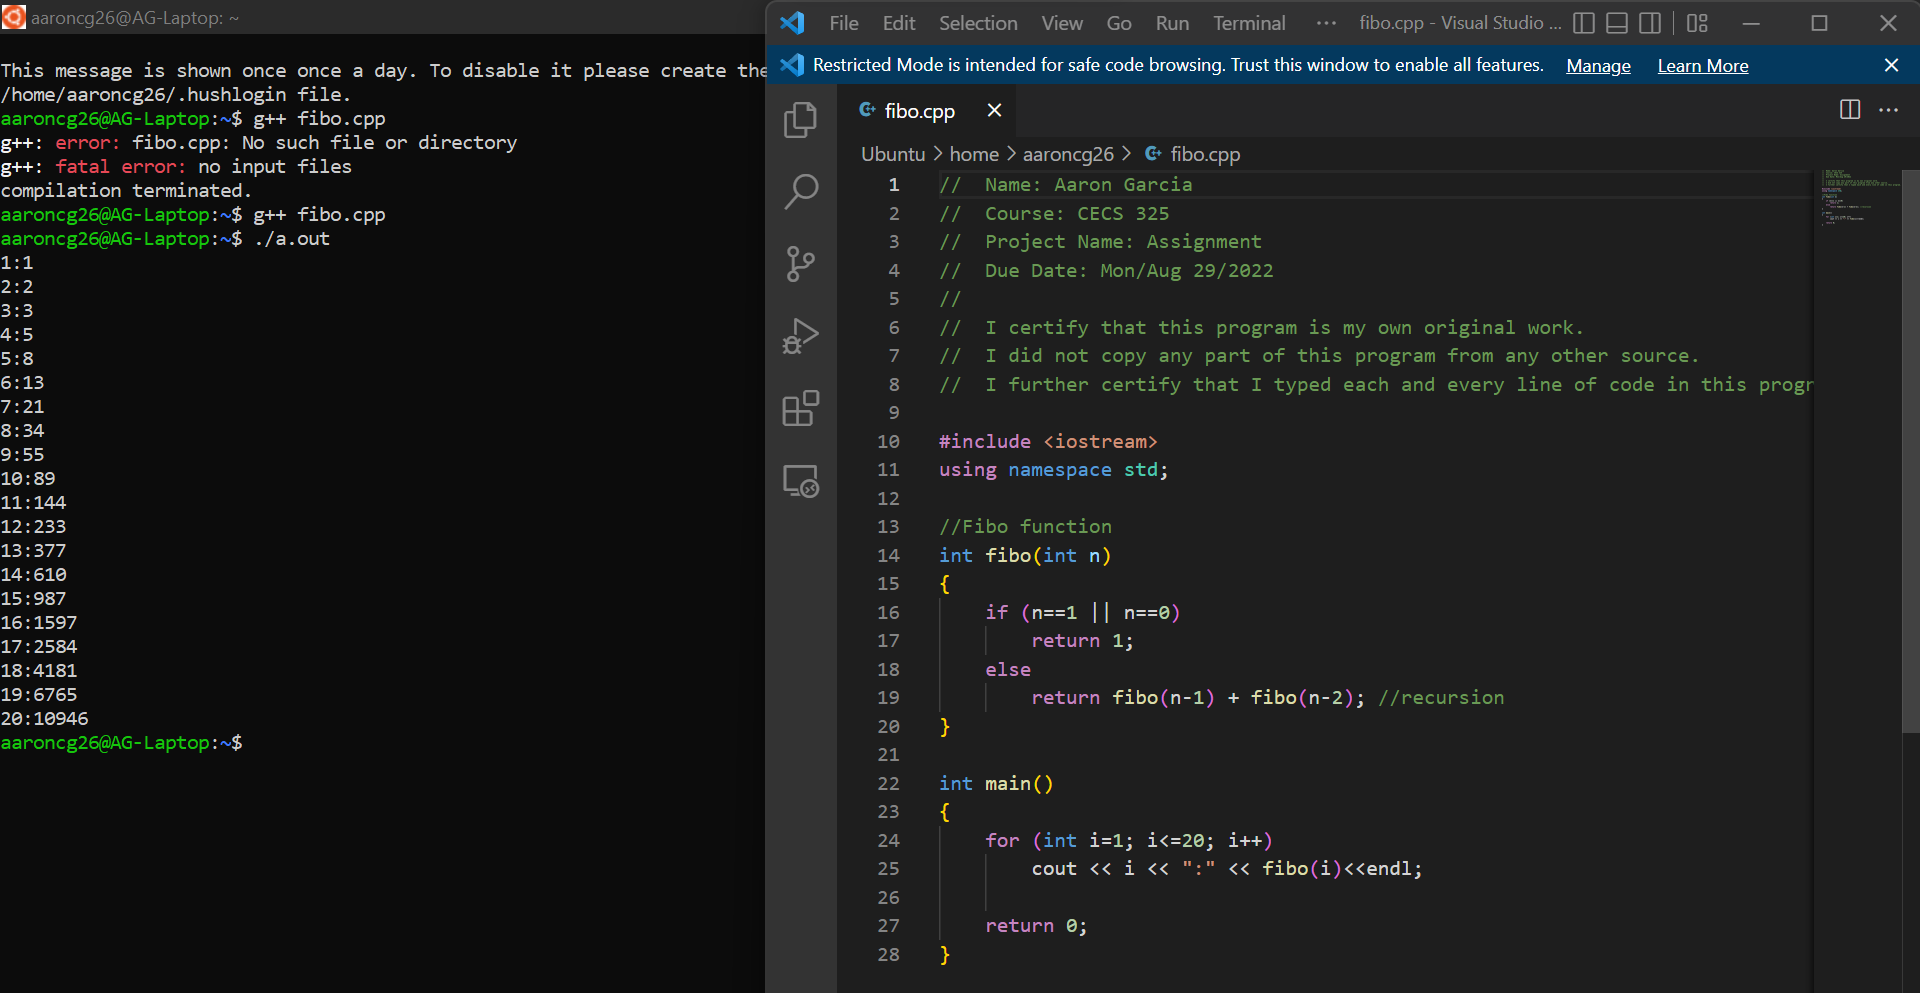 aaroncg26@AG-Laptop: ~
This message is shown once once a day. To disable it please create the
/home/aaroncg26/.hushlogin file.
aaroncg26@AG-Laptop:~$ g++ fibo.cpp
g++: error: fibo.cpp: No such file or directory
g++: fatal error: no input files
compilation terminated.
aaroncg26@AG-Laptop:~$ g++ fibo.cpp
aaroncg26@AG-Laptop:~$ ./a.out
1:1
2:2
3:3
4:5
5:8
6:13
7:21
8:34
9:55
10:89
11:144
12:233
13:377
14:610
15:987
16:1597
17:2584
18:4181
19:6765
20:10946
aaroncg26@AG-Laptop:~$
File Edit Selection View Go Run Terminal ··· fibo.cpp - Visual Studio ...
Restricted Mode is intended for safe code browsing. Trust this window to enable all features. Manage Learn More
fibo.cpp
Ubuntu > home > aaroncg26 > fibo.cpp
1 // Name: Aaron Garcia
2 // Course: CECS 325
3 // Project Name: Assignment
4 // Due Date: Mon/Aug 29/2022
5 //
6 // I certify that this program is my own original work.
7 // I did not copy any part of this program from any other source.
8 // I further certify that I typed each and every line of code in this progr
9
10 #include <iostream>
11 using namespace std;
12
13 //Fibo function
14 int fibo(int n)
15 {
16     if (n==1 || n==0)
17         return 1;
18     else
19         return fibo(n-1) + fibo(n-2); //recursion
20 }
21
22 int main()
23 {
24     for (int i=1; i<=20; i++)
25         cout << i << ":" << fibo(i)<<endl;
26
27     return 0;
28 }